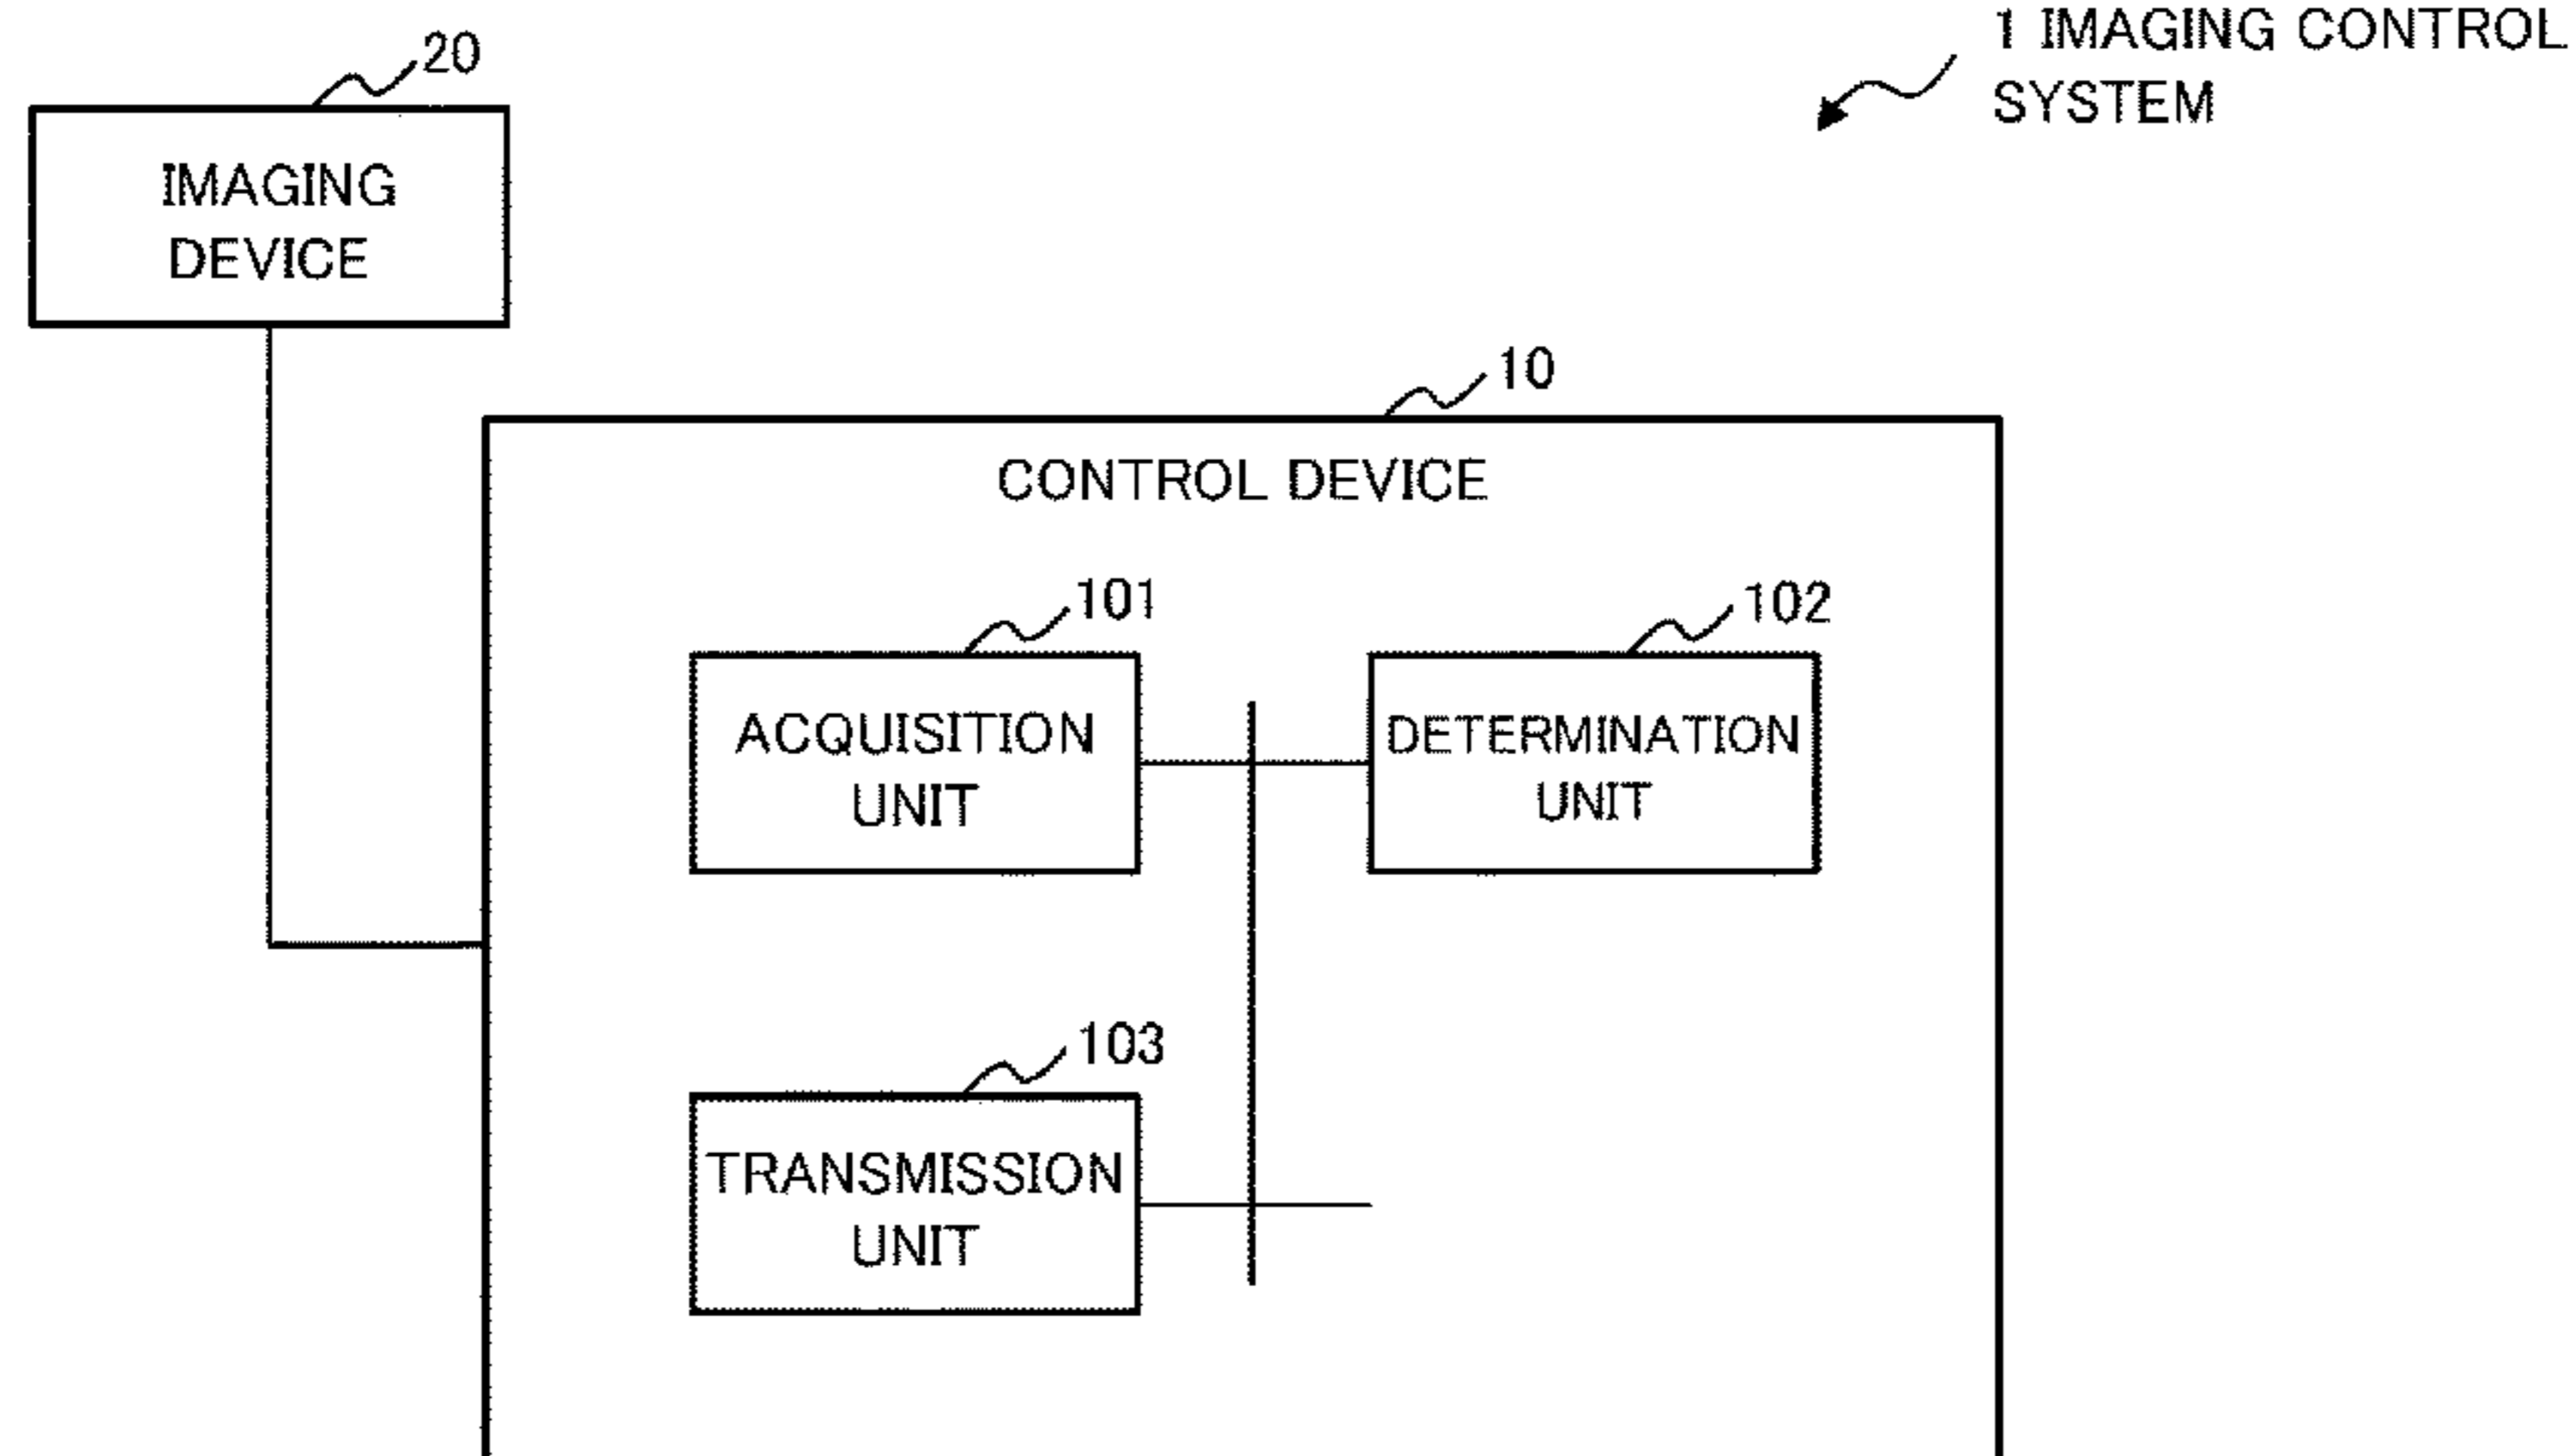 1 IMAGING CONTROL
SYSTEM
20
IMAGING
DEVICE
10
CONTROL DEVICE
101
ACQUISITION
UNIT
102
DETERMINATION
UNIT
103
TRANSMISSION
UNIT